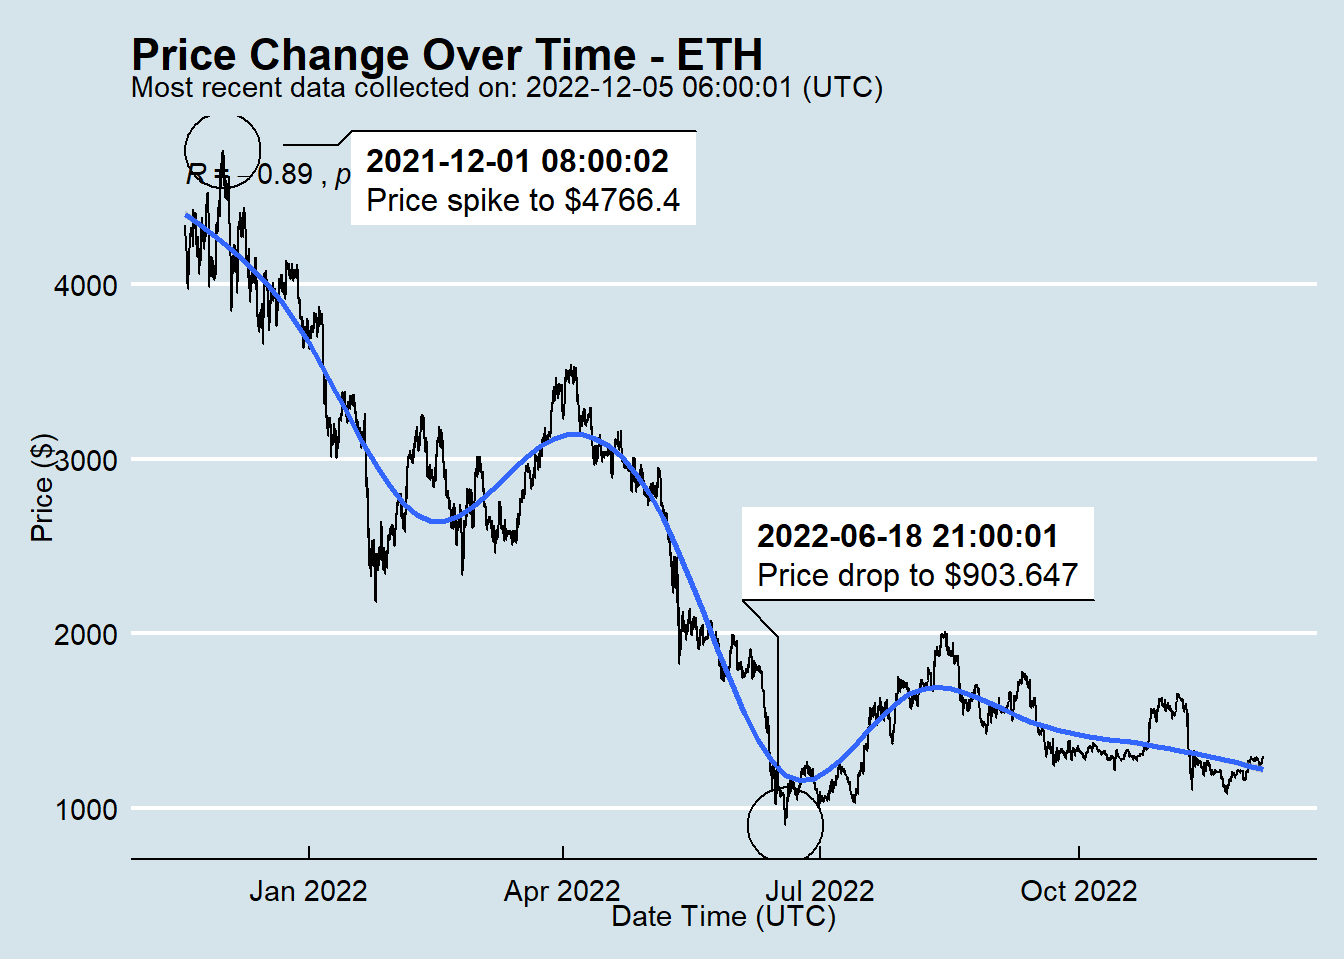 Price Change Over Time - ETH
Most recent data collected on: 2022-12-05 06:00:01 (UTC)
R = − 0.89 , p
2021-12-01 08:00:02
Price spike to $4766.4
4000
3000
2000
1000
Price ($)
2022-06-18 21:00:01
Price drop to $903.647
Jan 2022
Apr 2022
Jul 2022
Oct 2022
Date Time (UTC)